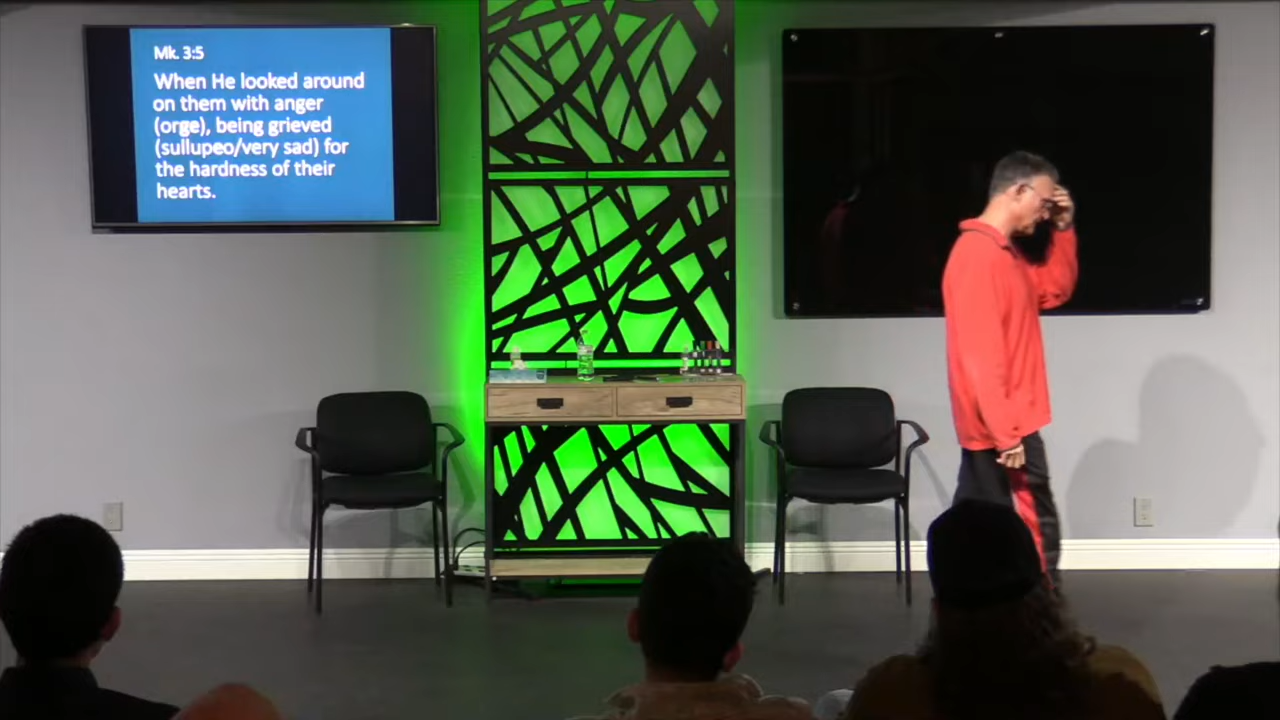 Mk. 3:5
When He looked around
on them with anger
(orge), being grieved
(sullupeo/very sad) for
the hardness of their
hearts.